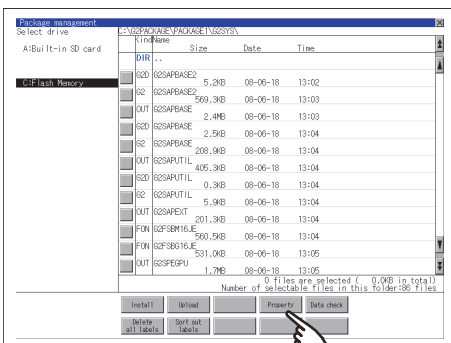 Package management
Select drive
C:\G2PACKAGE\PACKAGE1\G2SYS\
A:Built-in SD card
C:Flash Memory
Kind Name
Size Date Time
DIR ..
G2D G2SAPBASE2
5.2KB 08-06-18 13:02
G2 G2SAPBASE2
569.3KB 08-06-18 13:03
OUT G2SAPBASE
2.4MB 08-06-18 13:03
G2D G2SAPBASE
2.5KB 08-06-18 13:04
G2 G2SAPBASE
208.9KB 08-06-18 13:04
OUT G2SAPUTIL
405.3KB 08-06-18 13:04
G2D G2SAPUTIL
0.3KB 08-06-18 13:04
G2 G2SAPUTIL
5.9KB 08-06-18 13:04
OUT G2SAPEXT
201.3KB 08-06-18 13:04
FON G2FSBM16JE
560.5KB 08-06-18 13:04
FON G2FSBG16JE
531.0KB 08-06-18 13:05
OUT G2SPEGPU
1.7MB 08-06-18 13:05
0 files are selected ( 0.0KB in total)
Number of selectable files in this folder:86 files
Install Upload Property Data check
Delete all labels
Sort out labels